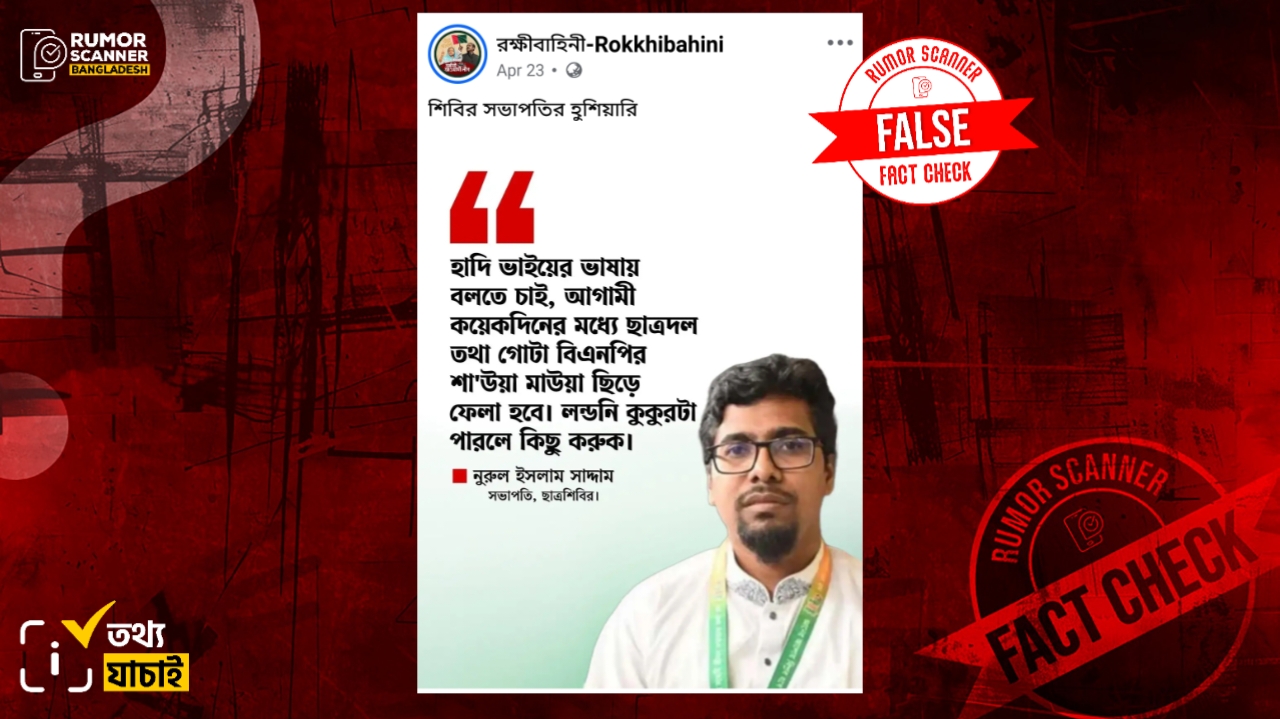 RUMOR
SCANNER
BANGLADESH
রক্ষীবাহিনী-Rokkhibahini
Apr 23
শিবির সভাপতির হুশিয়ারি
হাদি ভাইয়ের ভাষায়
বলতে চাই, আগামী
কয়েকদিনের মধ্যে ছাত্রদল
তথা গোটা বিএনপির
শা'উয়া মাউয়া ছিড়ে
ফেলা হবে। লন্ডনি কুকুরটা
পারলে কিছু করুক।
নুরুল ইসলাম সাদ্দাম
সভাপতি, ছাত্রশিবির।
RUMOR SCANNER
FALSE
FACT CHECK
RUMOR SCANNER
FACT CHECK
তথ্য
যাচাই